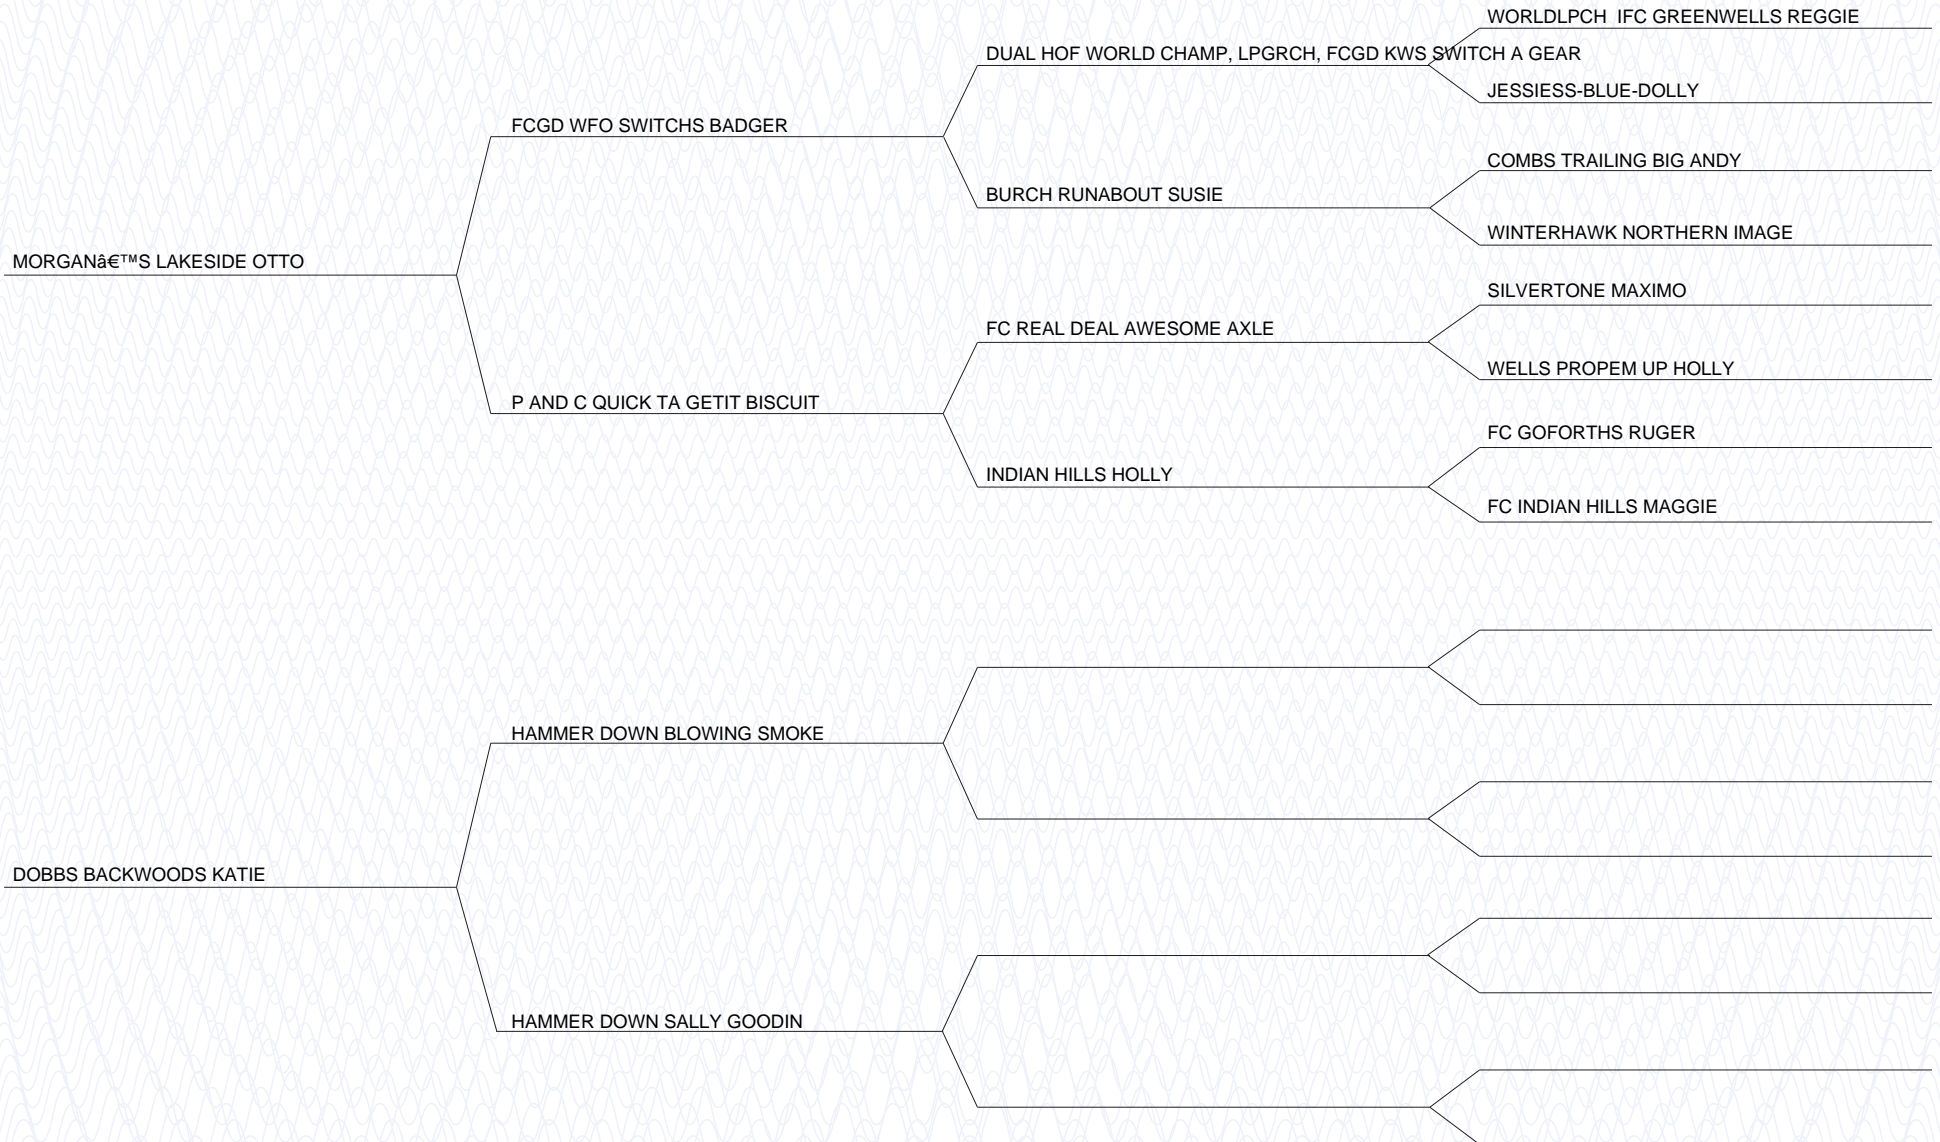 WORLDLPCH  IFC GREENWELLS REGGIE
DUAL HOF WORLD CHAMP, LPGRCH, FCGD KWS SWITCH A GEAR
JESSIESS-BLUE-DOLLY
FCGD WFO SWITCHS BADGER
COMBS TRAILING BIG ANDY
BURCH RUNABOUT SUSIE
WINTERHAWK NORTHERN IMAGE
MORGANâ€™S LAKESIDE OTTO
SILVERTONE MAXIMO
FC REAL DEAL AWESOME AXLE
WELLS PROPEM UP HOLLY
P AND C QUICK TA GETIT BISCUIT
FC GOFORTHS RUGER
INDIAN HILLS HOLLY
FC INDIAN HILLS MAGGIE
HAMMER DOWN BLOWING SMOKE
DOBBS BACKWOODS KATIE
HAMMER DOWN SALLY GOODIN